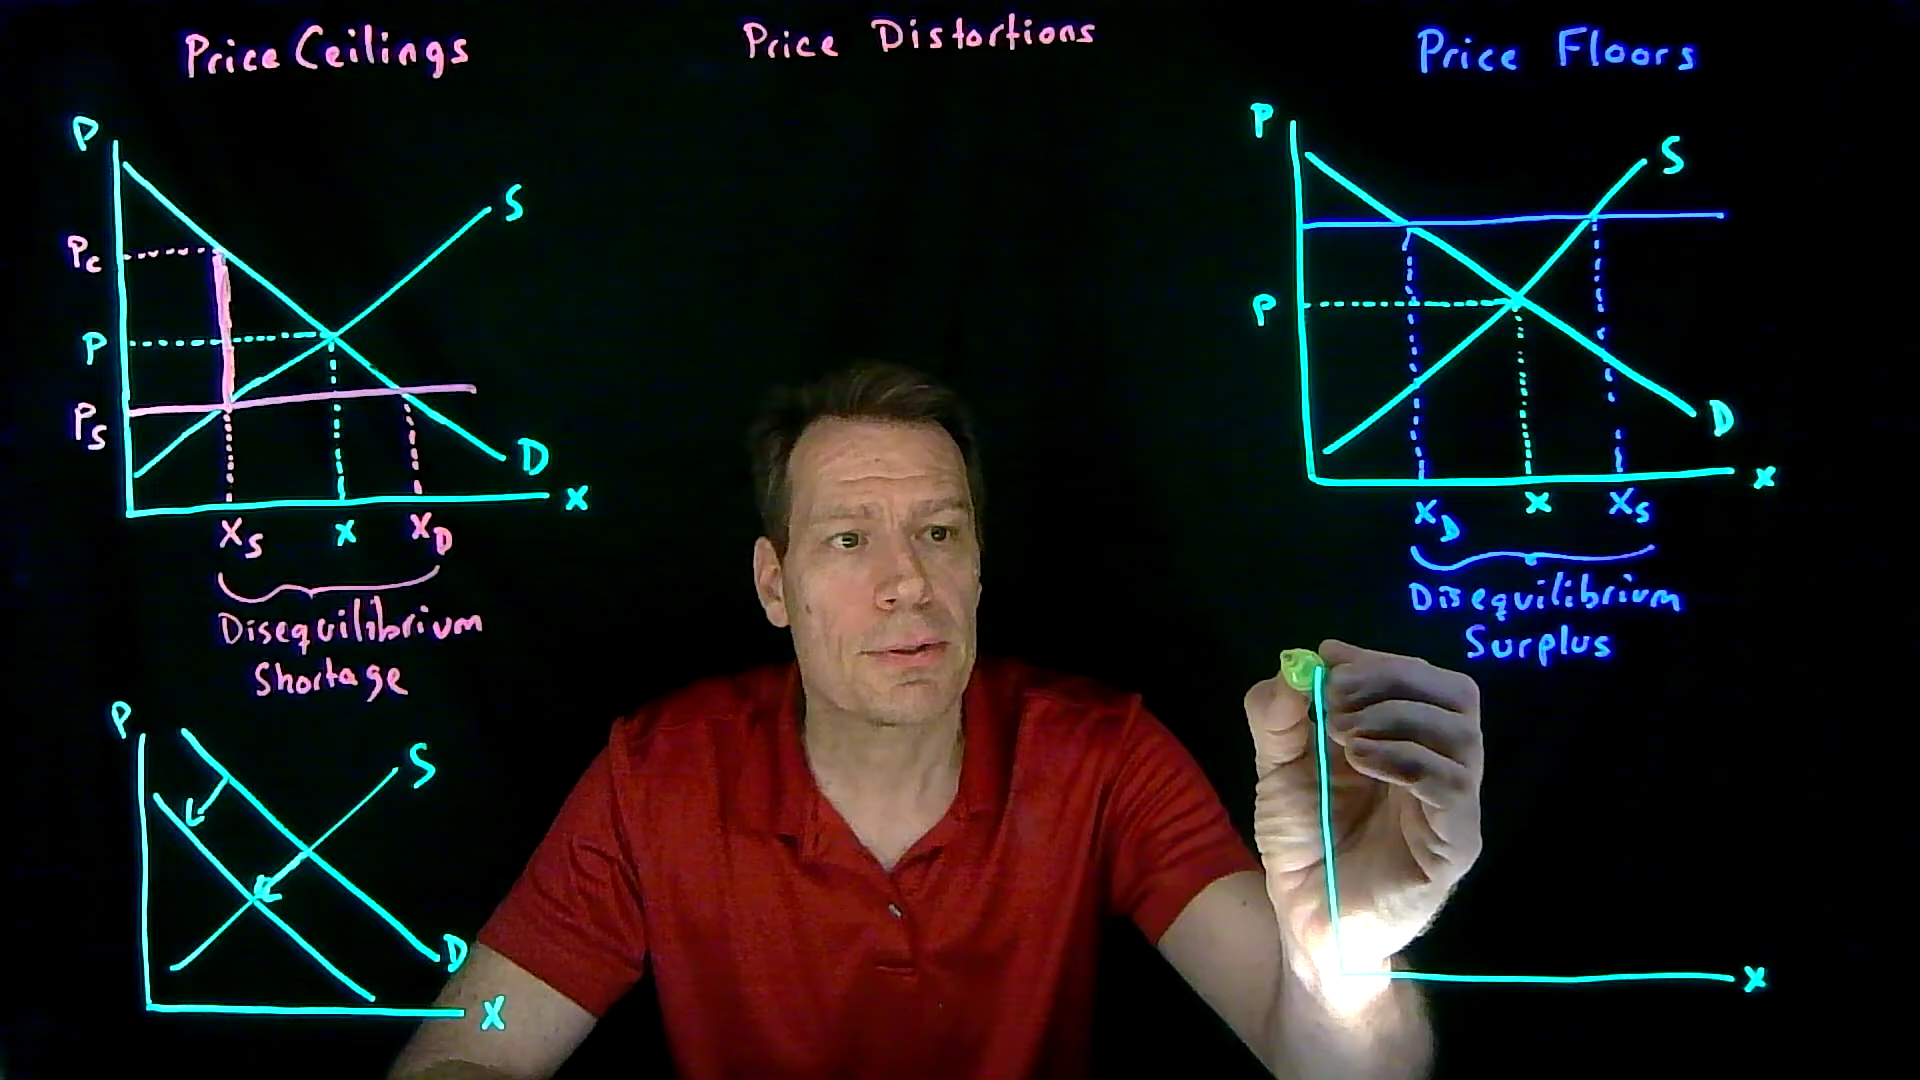 Price Ceilings
Price Distortions
Price Floors
P
S
Pc
P
Ps
D
X
Xs X XD
Disequilibrium
Shortage
P
S
D
X
P
S
P
D
X
XD X Xs
Disequilibrium
Surplus
X